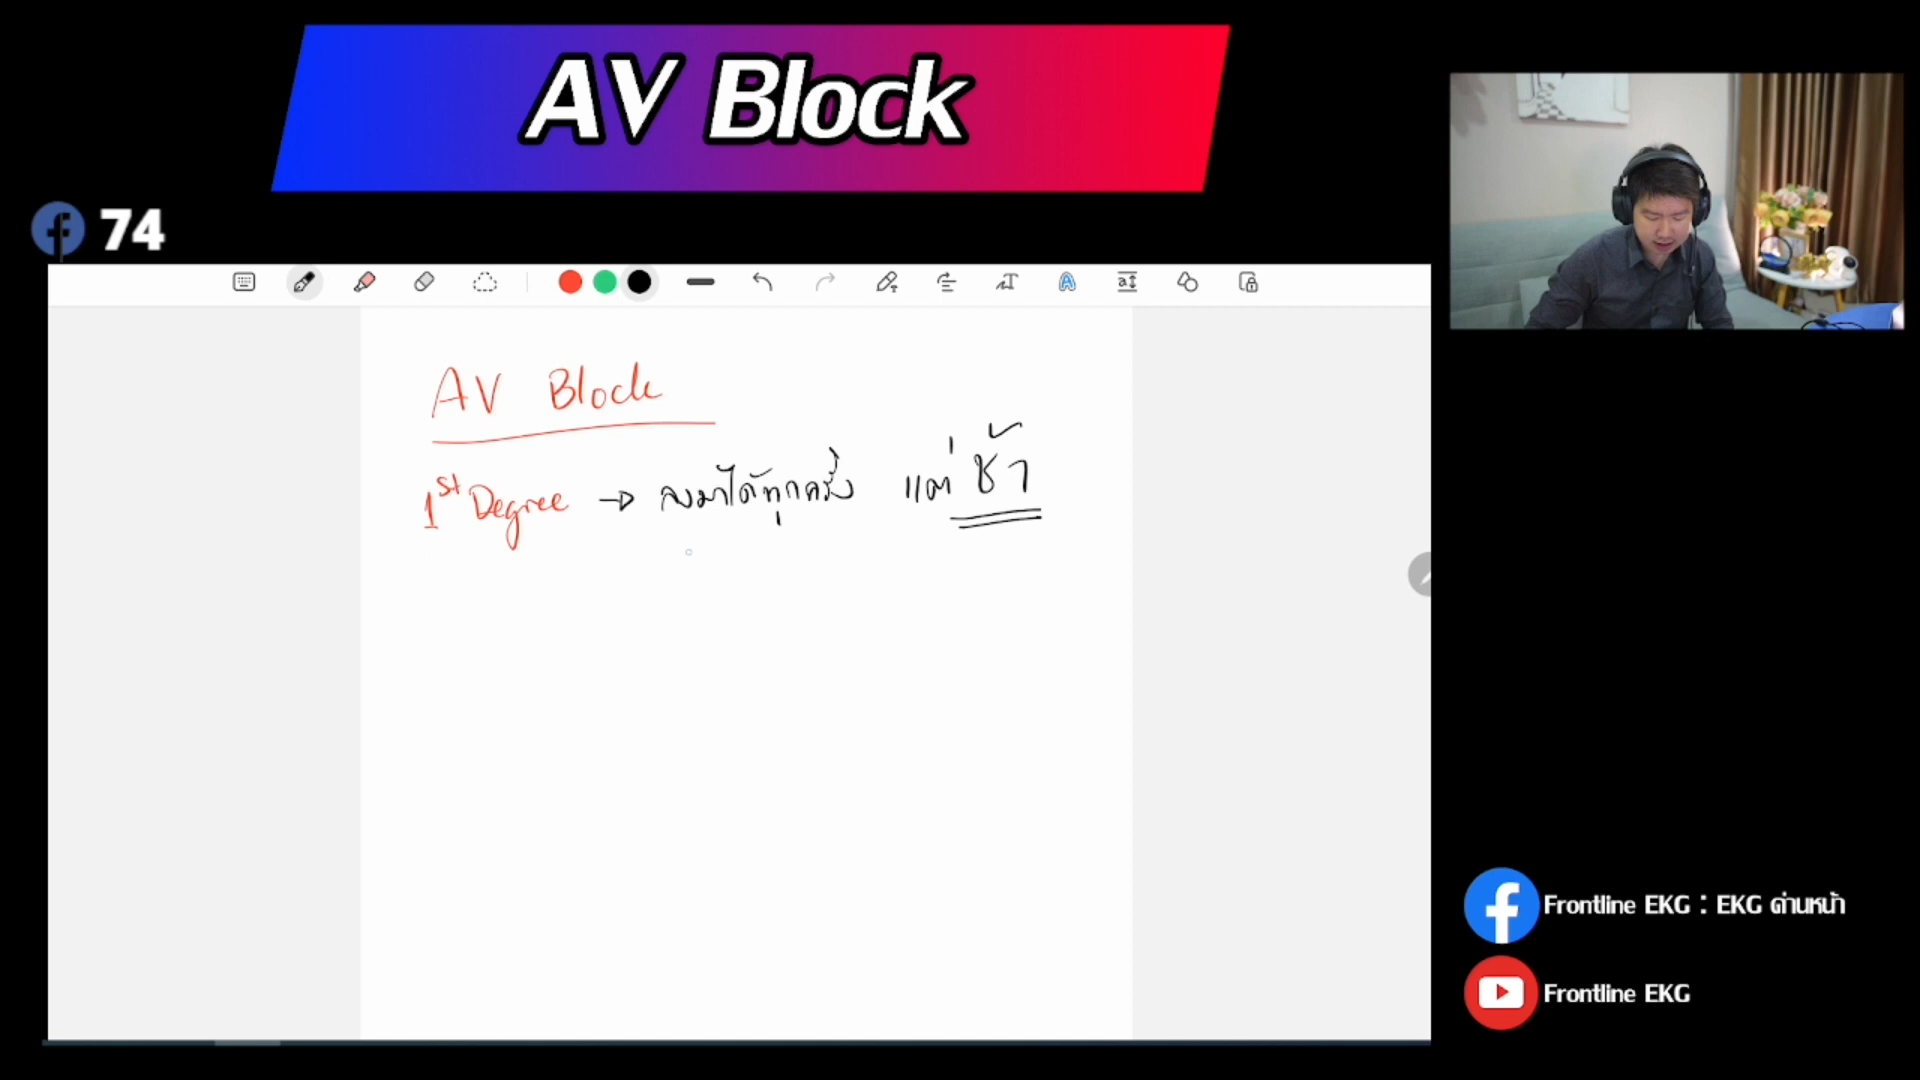 AV Block
74
AV Block
1st Degree → ลงมาได้ทุกครั้ง แต่ ช้า
Frontline EKG : EKG ด่านหน้า
Frontline EKG